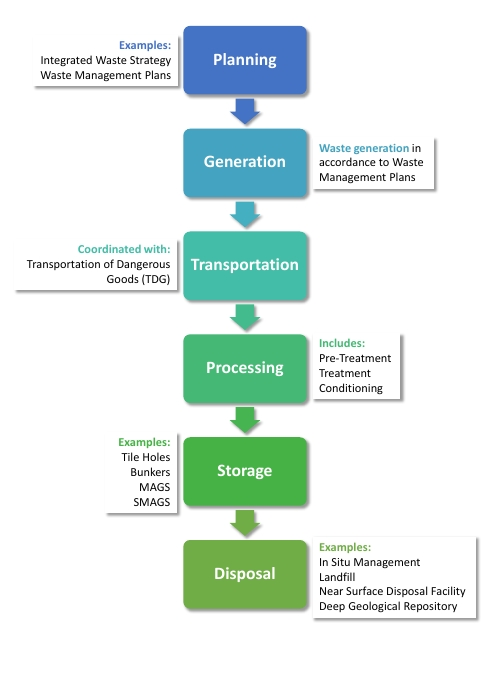 Planning
Examples:
Integrated Waste Strategy
Waste Management Plans
Generation
Waste generation in
accordance to Waste
Management Plans
Transportation
Coordinated with:
Transportation of Dangerous
Goods (TDG)
Processing
Includes:
Pre-Treatment
Treatment
Conditioning
Storage
Examples:
Tile Holes
Bunkers
MAGS
SMAGS
Disposal
Examples:
In Situ Management
Landfill
Near Surface Disposal Facility
Deep Geological Repository